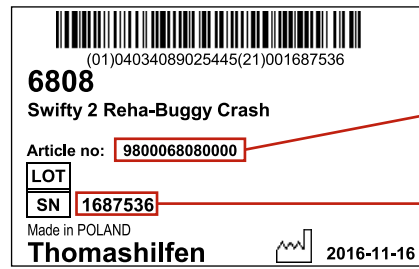 (01)04034089025445(21)001687536
6808
Swifty 2 Reha-Buggy Crash
Article no: 9800068080000
LOT
SN 1687536
Made in POLAND
Thomashilfen 2016-11-16